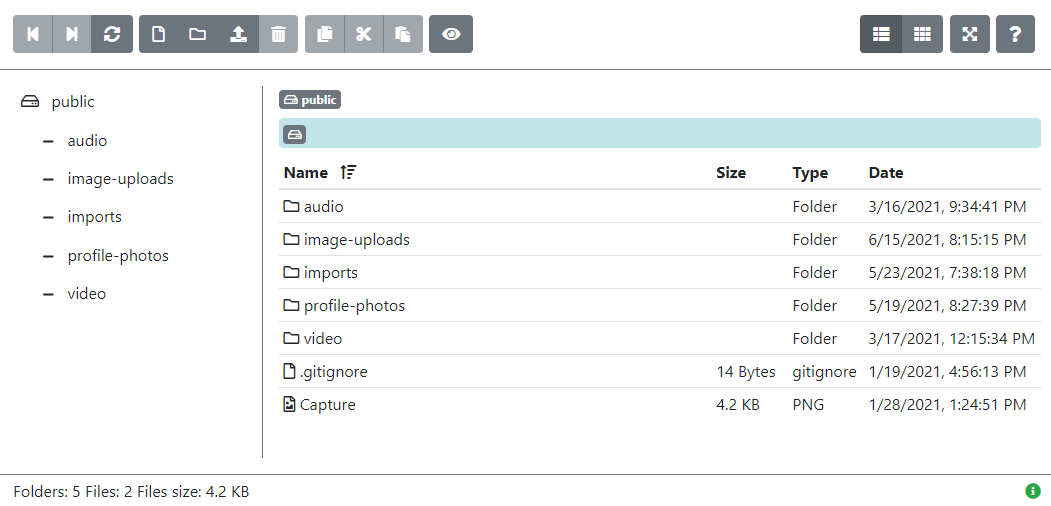 public
audio
image-uploads
imports
profile-photos
video
public
Name Size Type Date
audio Folder 3/16/2021, 9:34:41 PM
image-uploads Folder 6/15/2021, 8:15:15 PM
imports Folder 5/23/2021, 7:38:18 PM
profile-photos Folder 5/19/2021, 8:27:39 PM
video Folder 3/17/2021, 12:15:34 PM
.gitignore 14 Bytes gitignore 1/19/2021, 4:56:13 PM
Capture 4.2 KB PNG 1/28/2021, 1:24:51 PM
Folders: 5 Files: 2 Files size: 4.2 KB